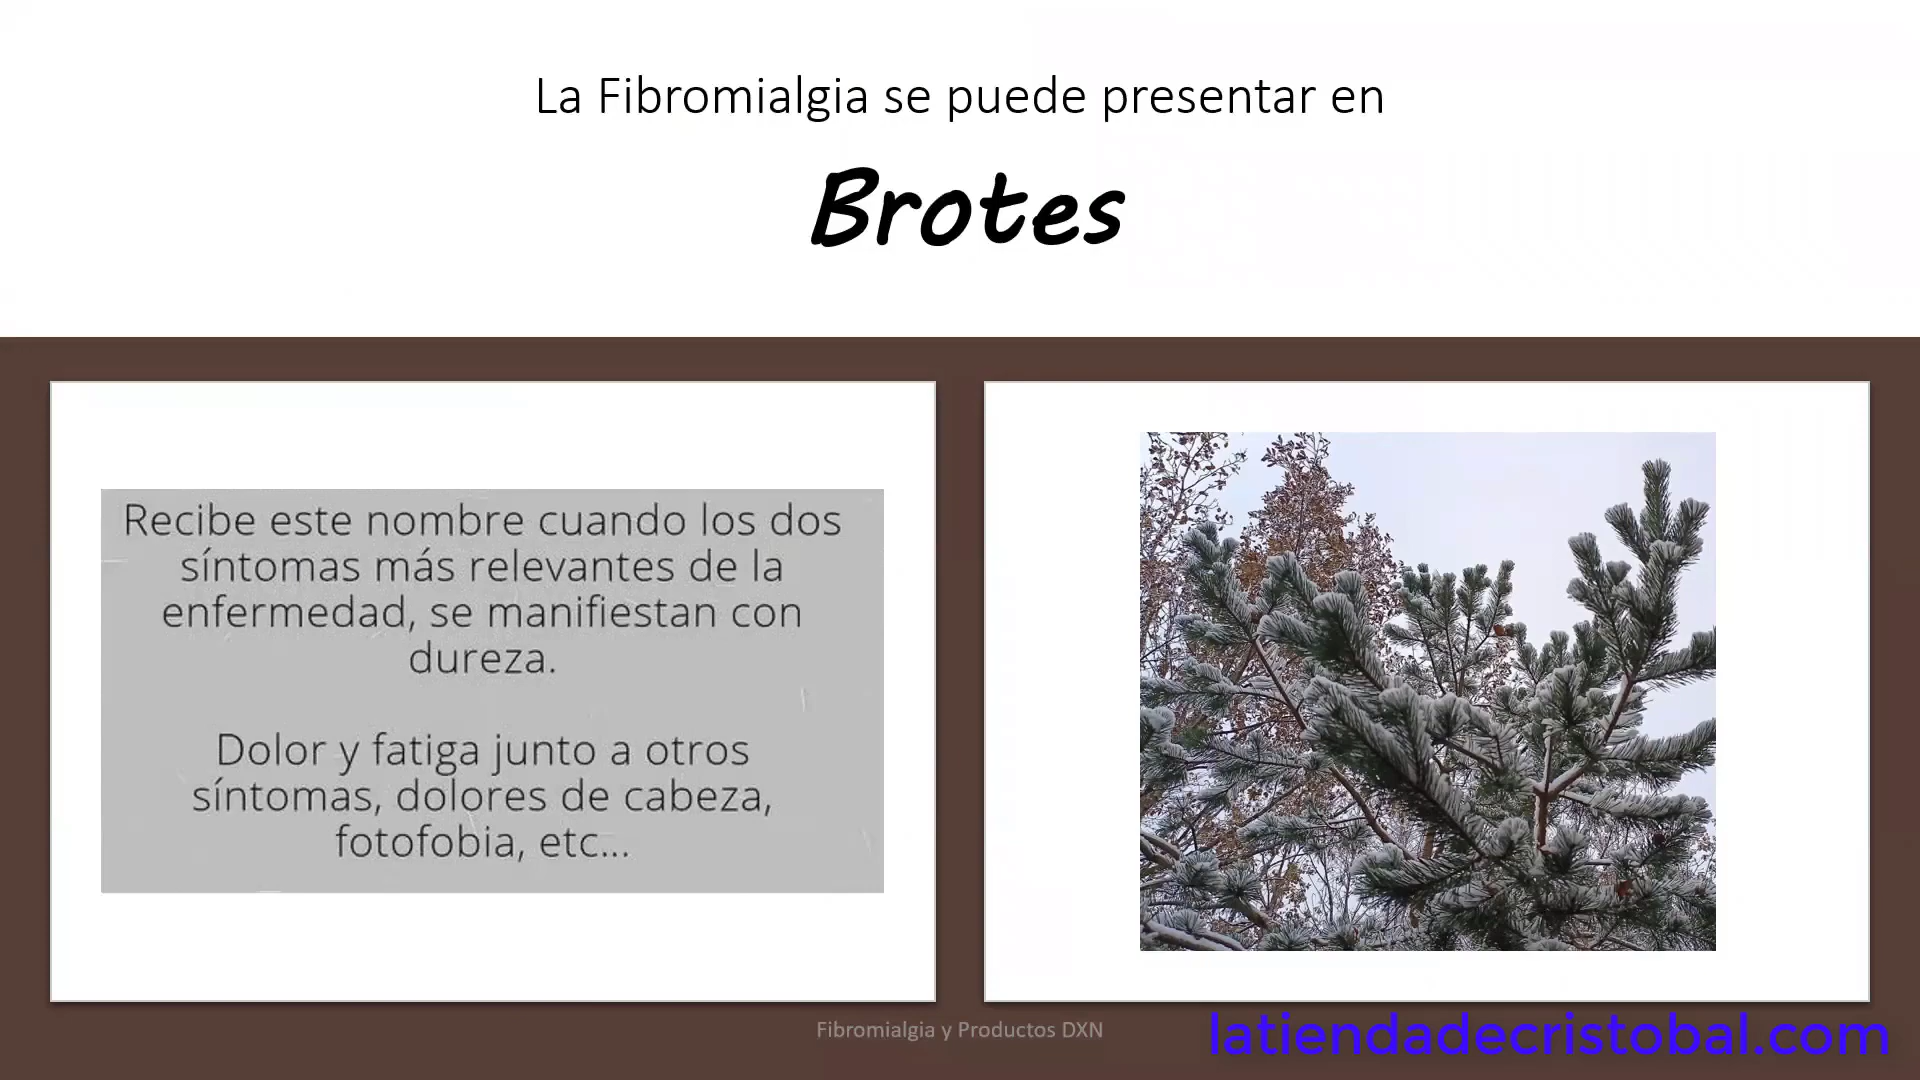 La Fibromialgia se puede presentar en
Brotes
Recibe este nombre cuando los dos
síntomas más relevantes de la
enfermedad, se manifiestan con
dureza.
Dolor y fatiga junto a otros
síntomas, dolores de cabeza,
fotofobia, etc...
Fibromialgia y Productos DXN
latiendadecristobal.com